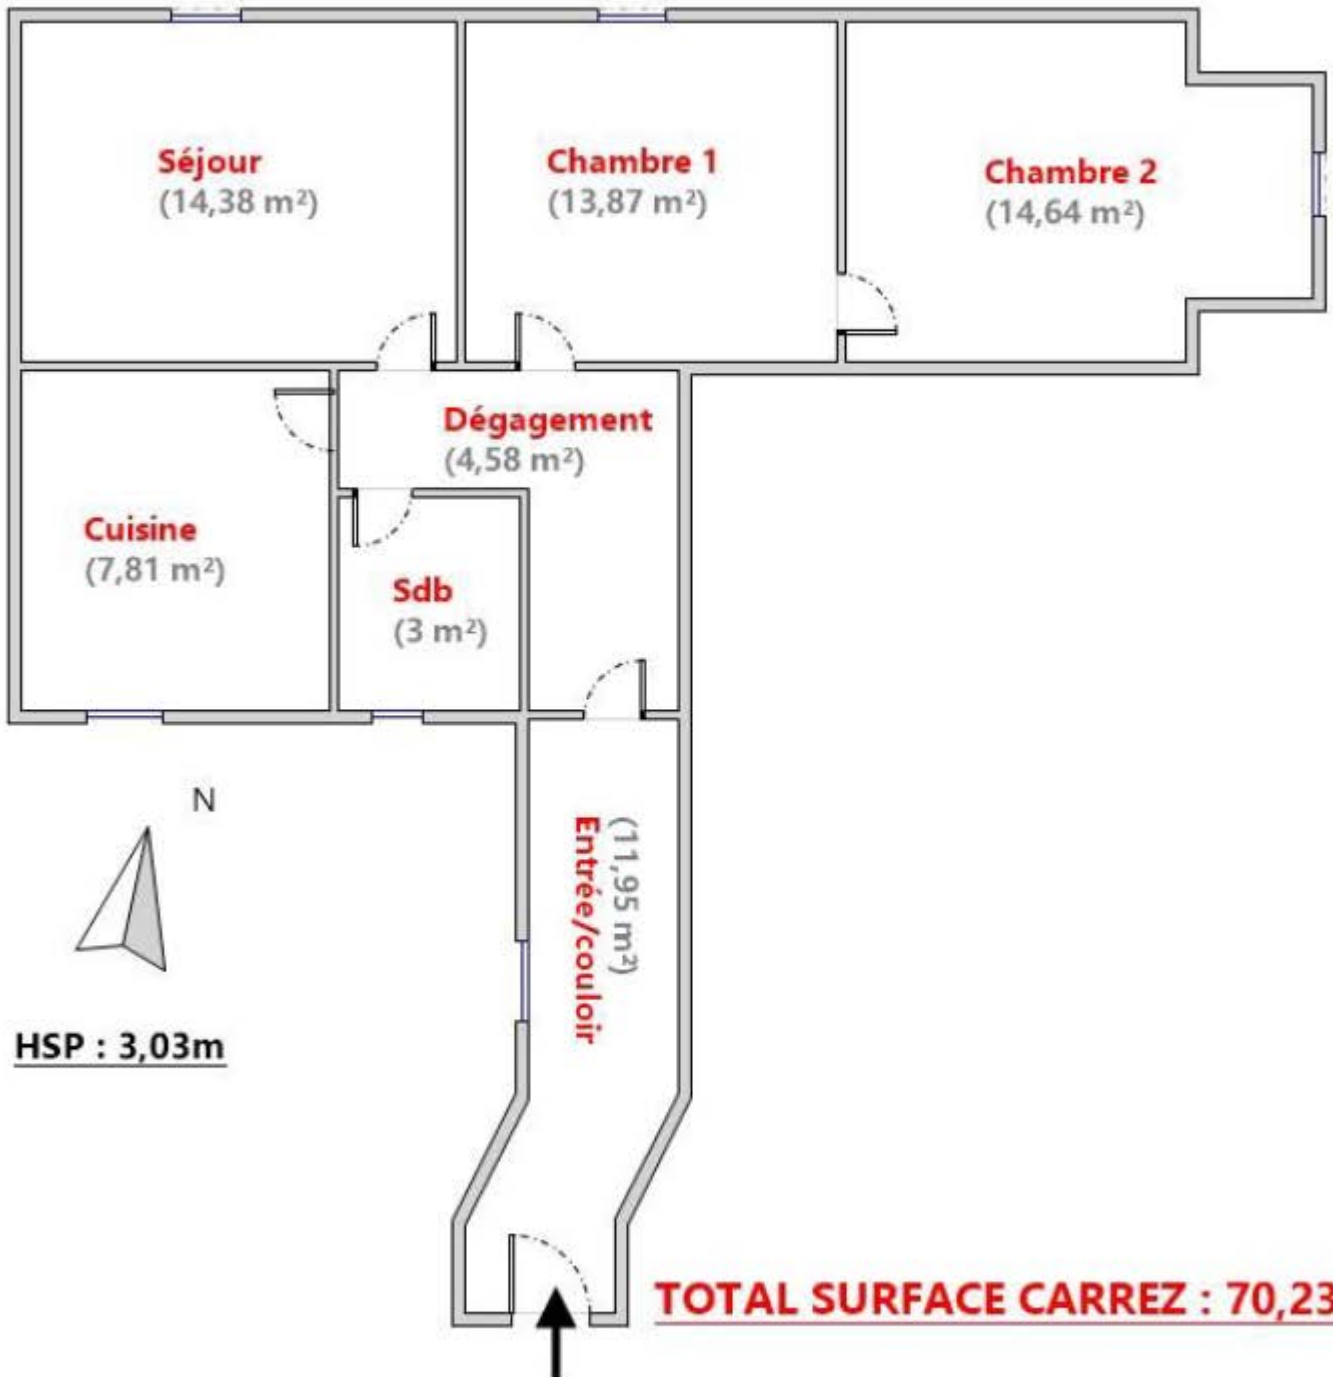 Séjour
(14,38 m²)
Chambre 1
(13,87 m²)
Chambre 2
(14,64 m²)
Dégagement
(4,58 m²)
Cuisine
(7,81 m²)
Sdb
(3 m²)
N
Entrée/couloir
(11,95 m²)
HSP : 3,03m
TOTAL SURFACE CARREZ : 70,23